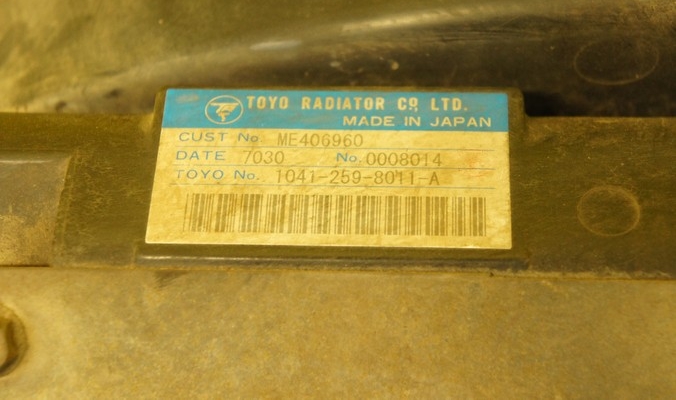 TOYO RADIATOR CO LTD.
MADE IN JAPAN
CUST No. ME406960
DATE 7030 No. 0008014
TOYO No. 1041-259-8011-A